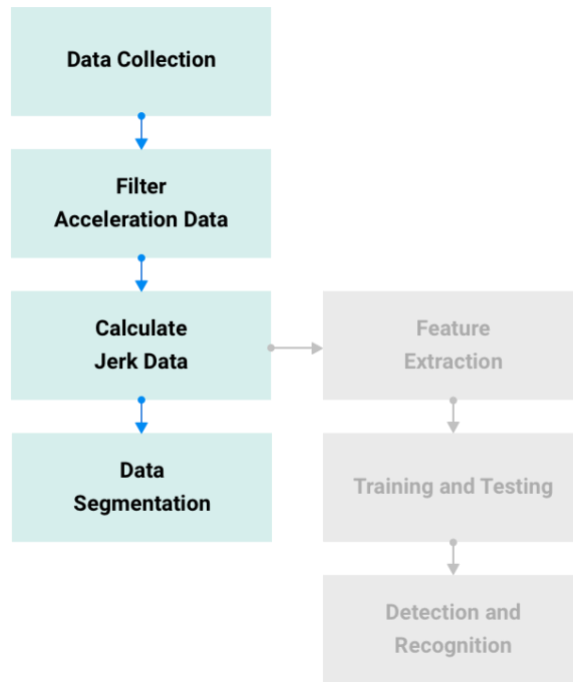 Data Collection
Filter
Acceleration Data
Calculate
Jerk Data
Data
Segmentation
Feature
Extraction
Training and Testing
Detection and
Recognition